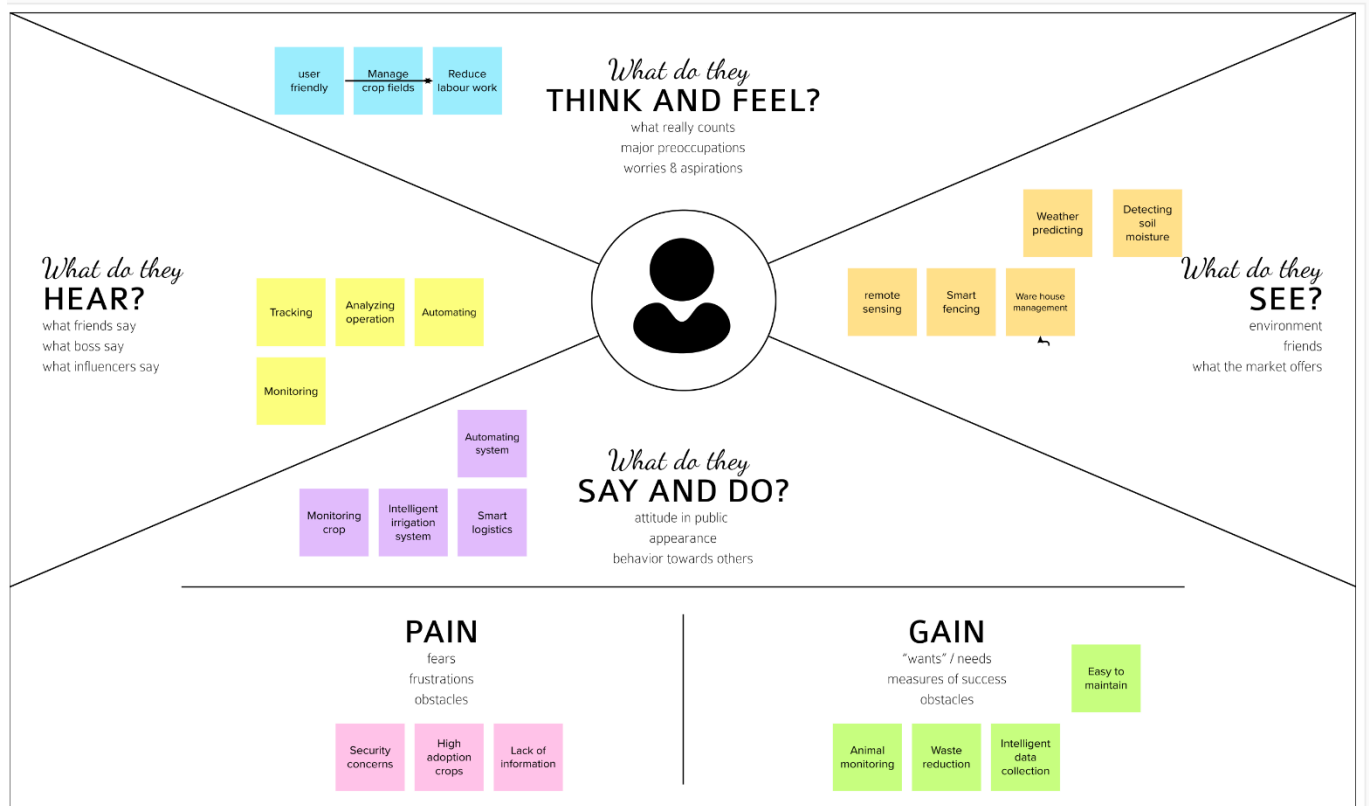 user
friendly
Manage
crop fields
Reduce
labour work
What do they
THINK AND FEEL?
what really counts
major preoccupations
worries & aspirations
What do they
HEAR?
what friends say
what boss say
what influencers say
Tracking
Analyzing
operation
Automating
Monitoring
Weather
predicting
Detecting
soil
moisture
remote
sensing
Smart
fencing
Ware house
management
What do they
SEE?
environment
friends
what the market offers
Automating
system
Monitoring
crop
Intelligent
irrigation
system
Smart
logistics
What do they
SAY AND DO?
attitude in public
appearance
behavior towards others
PAIN
fears
frustrations
obstacles
Security
concerns
High
adoption
crops
Lack of
information
GAIN
"wants" / needs
measures of success
obstacles
Easy to
maintain
Animal
monitoring
Waste
reduction
Intelligent
data
collection